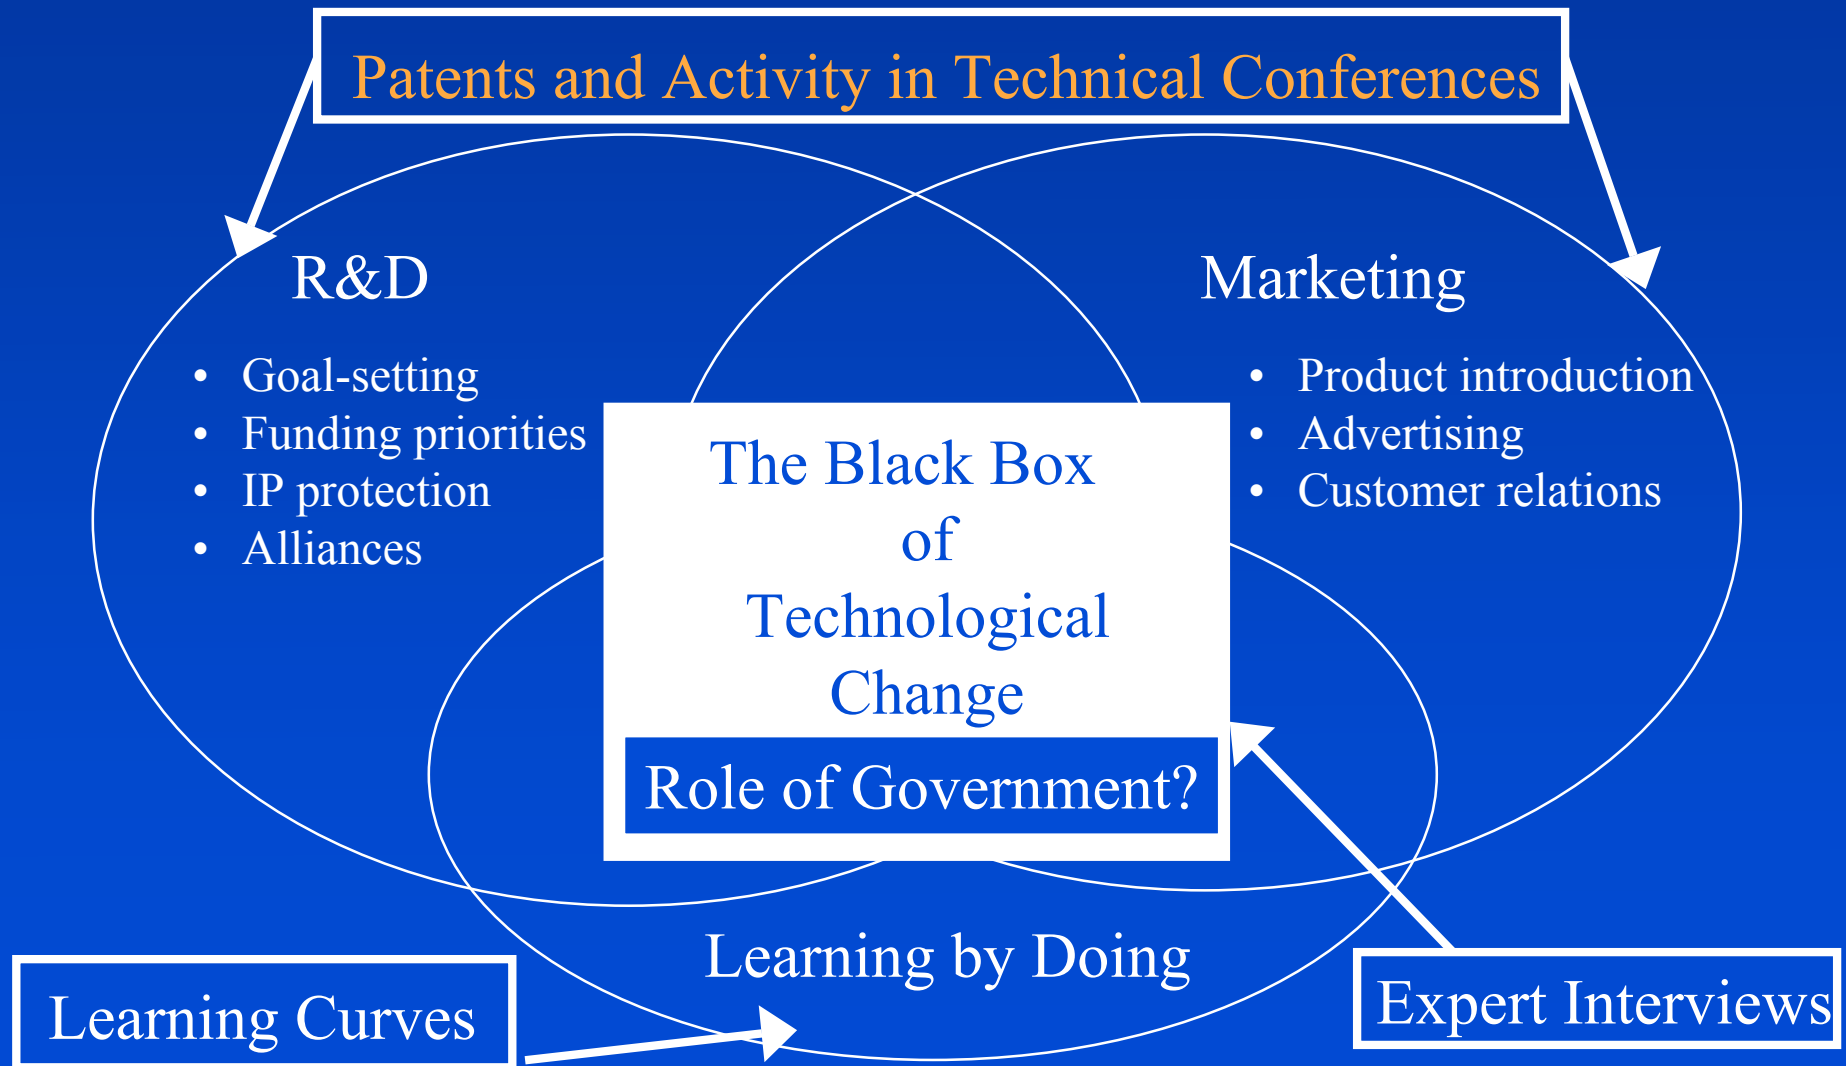 Patents and Activity in Technical Conferences
R&D
• Goal-setting
• Funding priorities
• IP protection
• Alliances
Marketing
• Product introduction
• Advertising
• Customer relations
The Black Box
of
Technological
Change
Role of Government?
Learning by Doing
Learning Curves
Expert Interviews